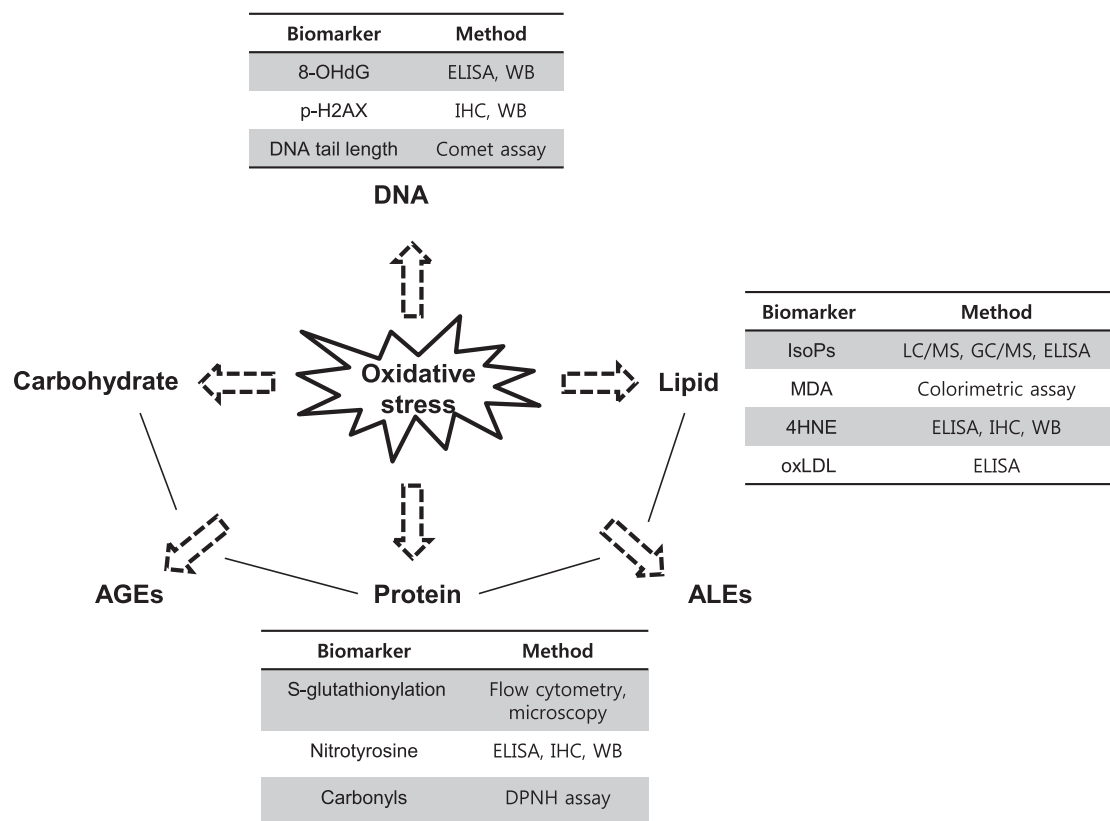 Biomarker Method
8-OHdG ELISA, WB
p-H2AX IHC, WB
DNA tail length Comet assay
DNA
Biomarker Method
IsoPs LC/MS, GC/MS, ELISA
MDA Colorimetric assay
4HNE ELISA, IHC, WB
oxLDL ELISA
Carbohydrate
Oxidative
stress
Lipid
AGEs
Protein
ALEs
Biomarker Method
S-glutathionylation Flow cytometry,
microscopy
Nitrotyrosine ELISA, IHC, WB
Carbonyls DPNH assay